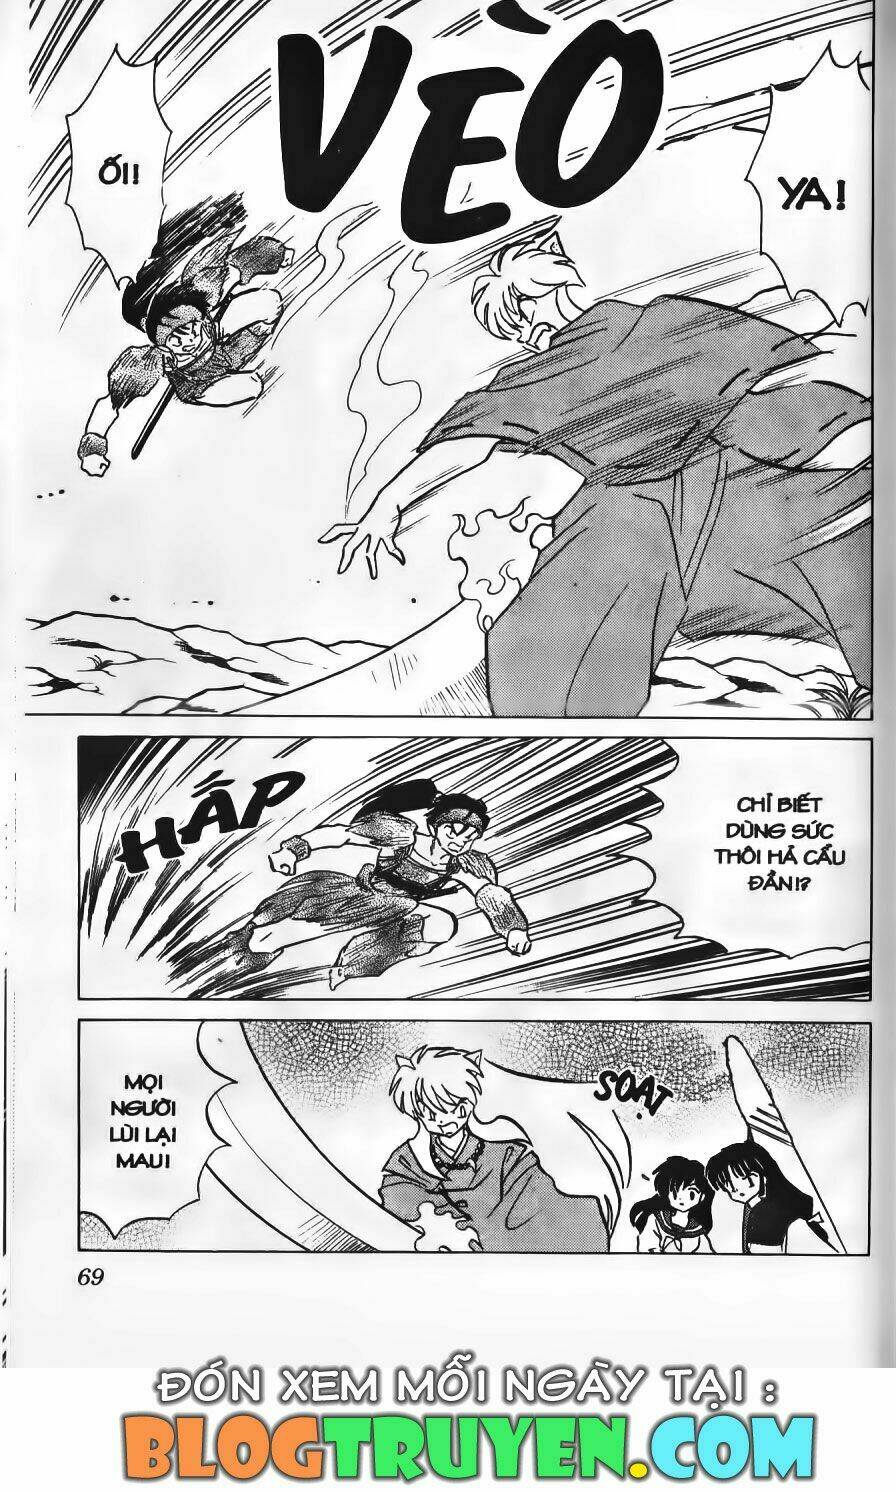 VÈO
YA!
ỐI!
CHỈ BIẾT
DÙNG SỨC
THÔI HẢ CẨU
ĐẢN!?
HẤP
SOẠT
MỌI
NGƯỜI
LÙI LẠI
MAU!
69
ĐÓN XEM MỖI NGÀY TẠI :
BLOGTRUYEN.COM